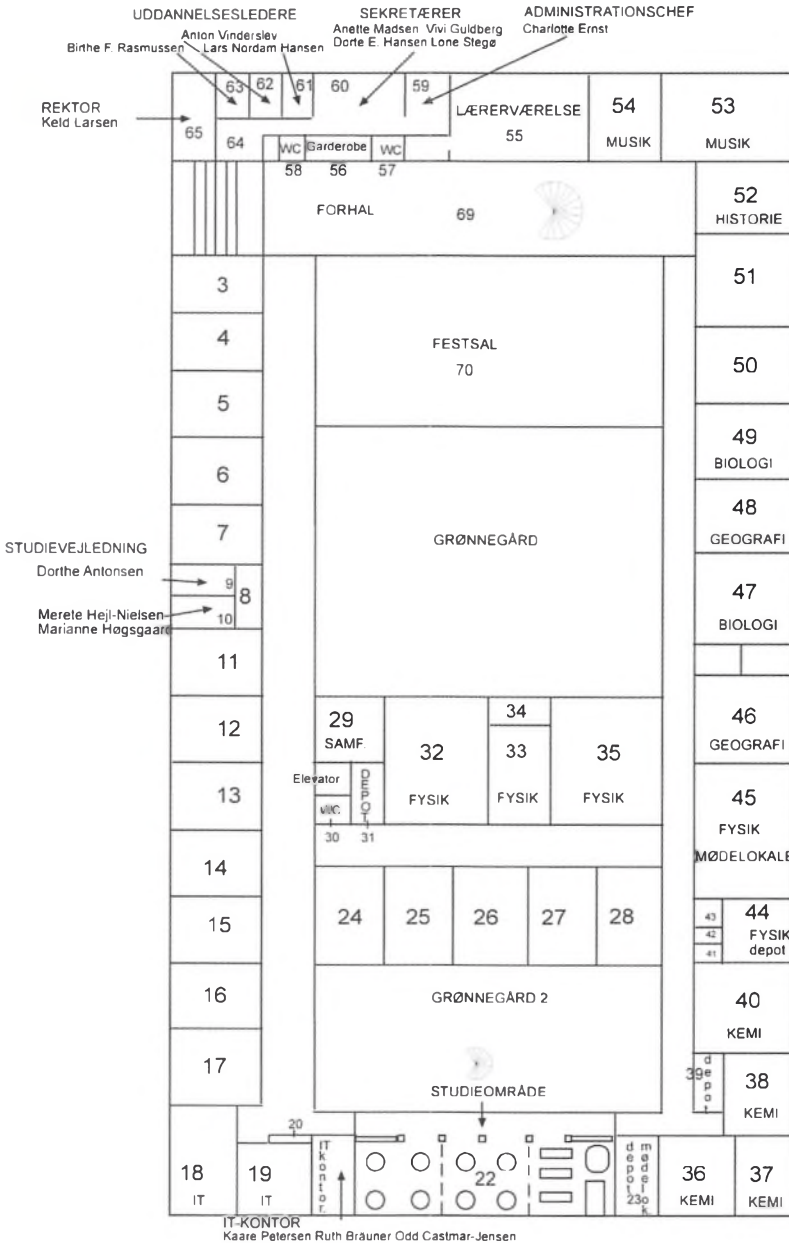 UDDANNELSESLEDERE
Anton Vinderslev
Birthe F. Rasmussen
Lars Nordam Hansen
SEKRETÆRER
Anette Madsen Vivi Guldberg
Dorte E. Hansen Lone Stegø
ADMINISTRATIONSCHEF
Charlotte Ernst
REKTOR
Keld Larsen
65
63
62
61
60
59
64
WC
58
Garderobe
56
WC
57
LÆRERVÆRELSE
55
54
MUSIK
53
MUSIK
FORHAL
69
52
HISTORIE
3
51
4
FESTSAL
70
50
5
49
BIOLOGI
6
48
GEOGRAFI
7
GRØNNEGÅRD
STUDIEVEJLEDNING
Dorthe Antonsen
9
8
Merete Hejl-Nielsen
Marianne Høgsgaard
10
47
BIOLOGI
11
12
29
SAMF.
32
FYSIK
34
33
FYSIK
35
FYSIK
46
GEOGRAFI
13
Elevator
WC
30
DEPOT
31
45
FYSIK
MØDELOKALE
14
15
24
25
26
27
28
43
42
41
44
FYSIK
depot
16
GRØNNEGÅRD 2
40
KEMI
17
39
depot
38
KEMI
STUDIEOMRÅDE
20
18
IT
19
IT
IT kontor.
22
depot
23
mødelok.
36
KEMI
37
KEMI
IT-KONTOR
Kaare Petersen Ruth Bräuner Odd Castmar-Jensen